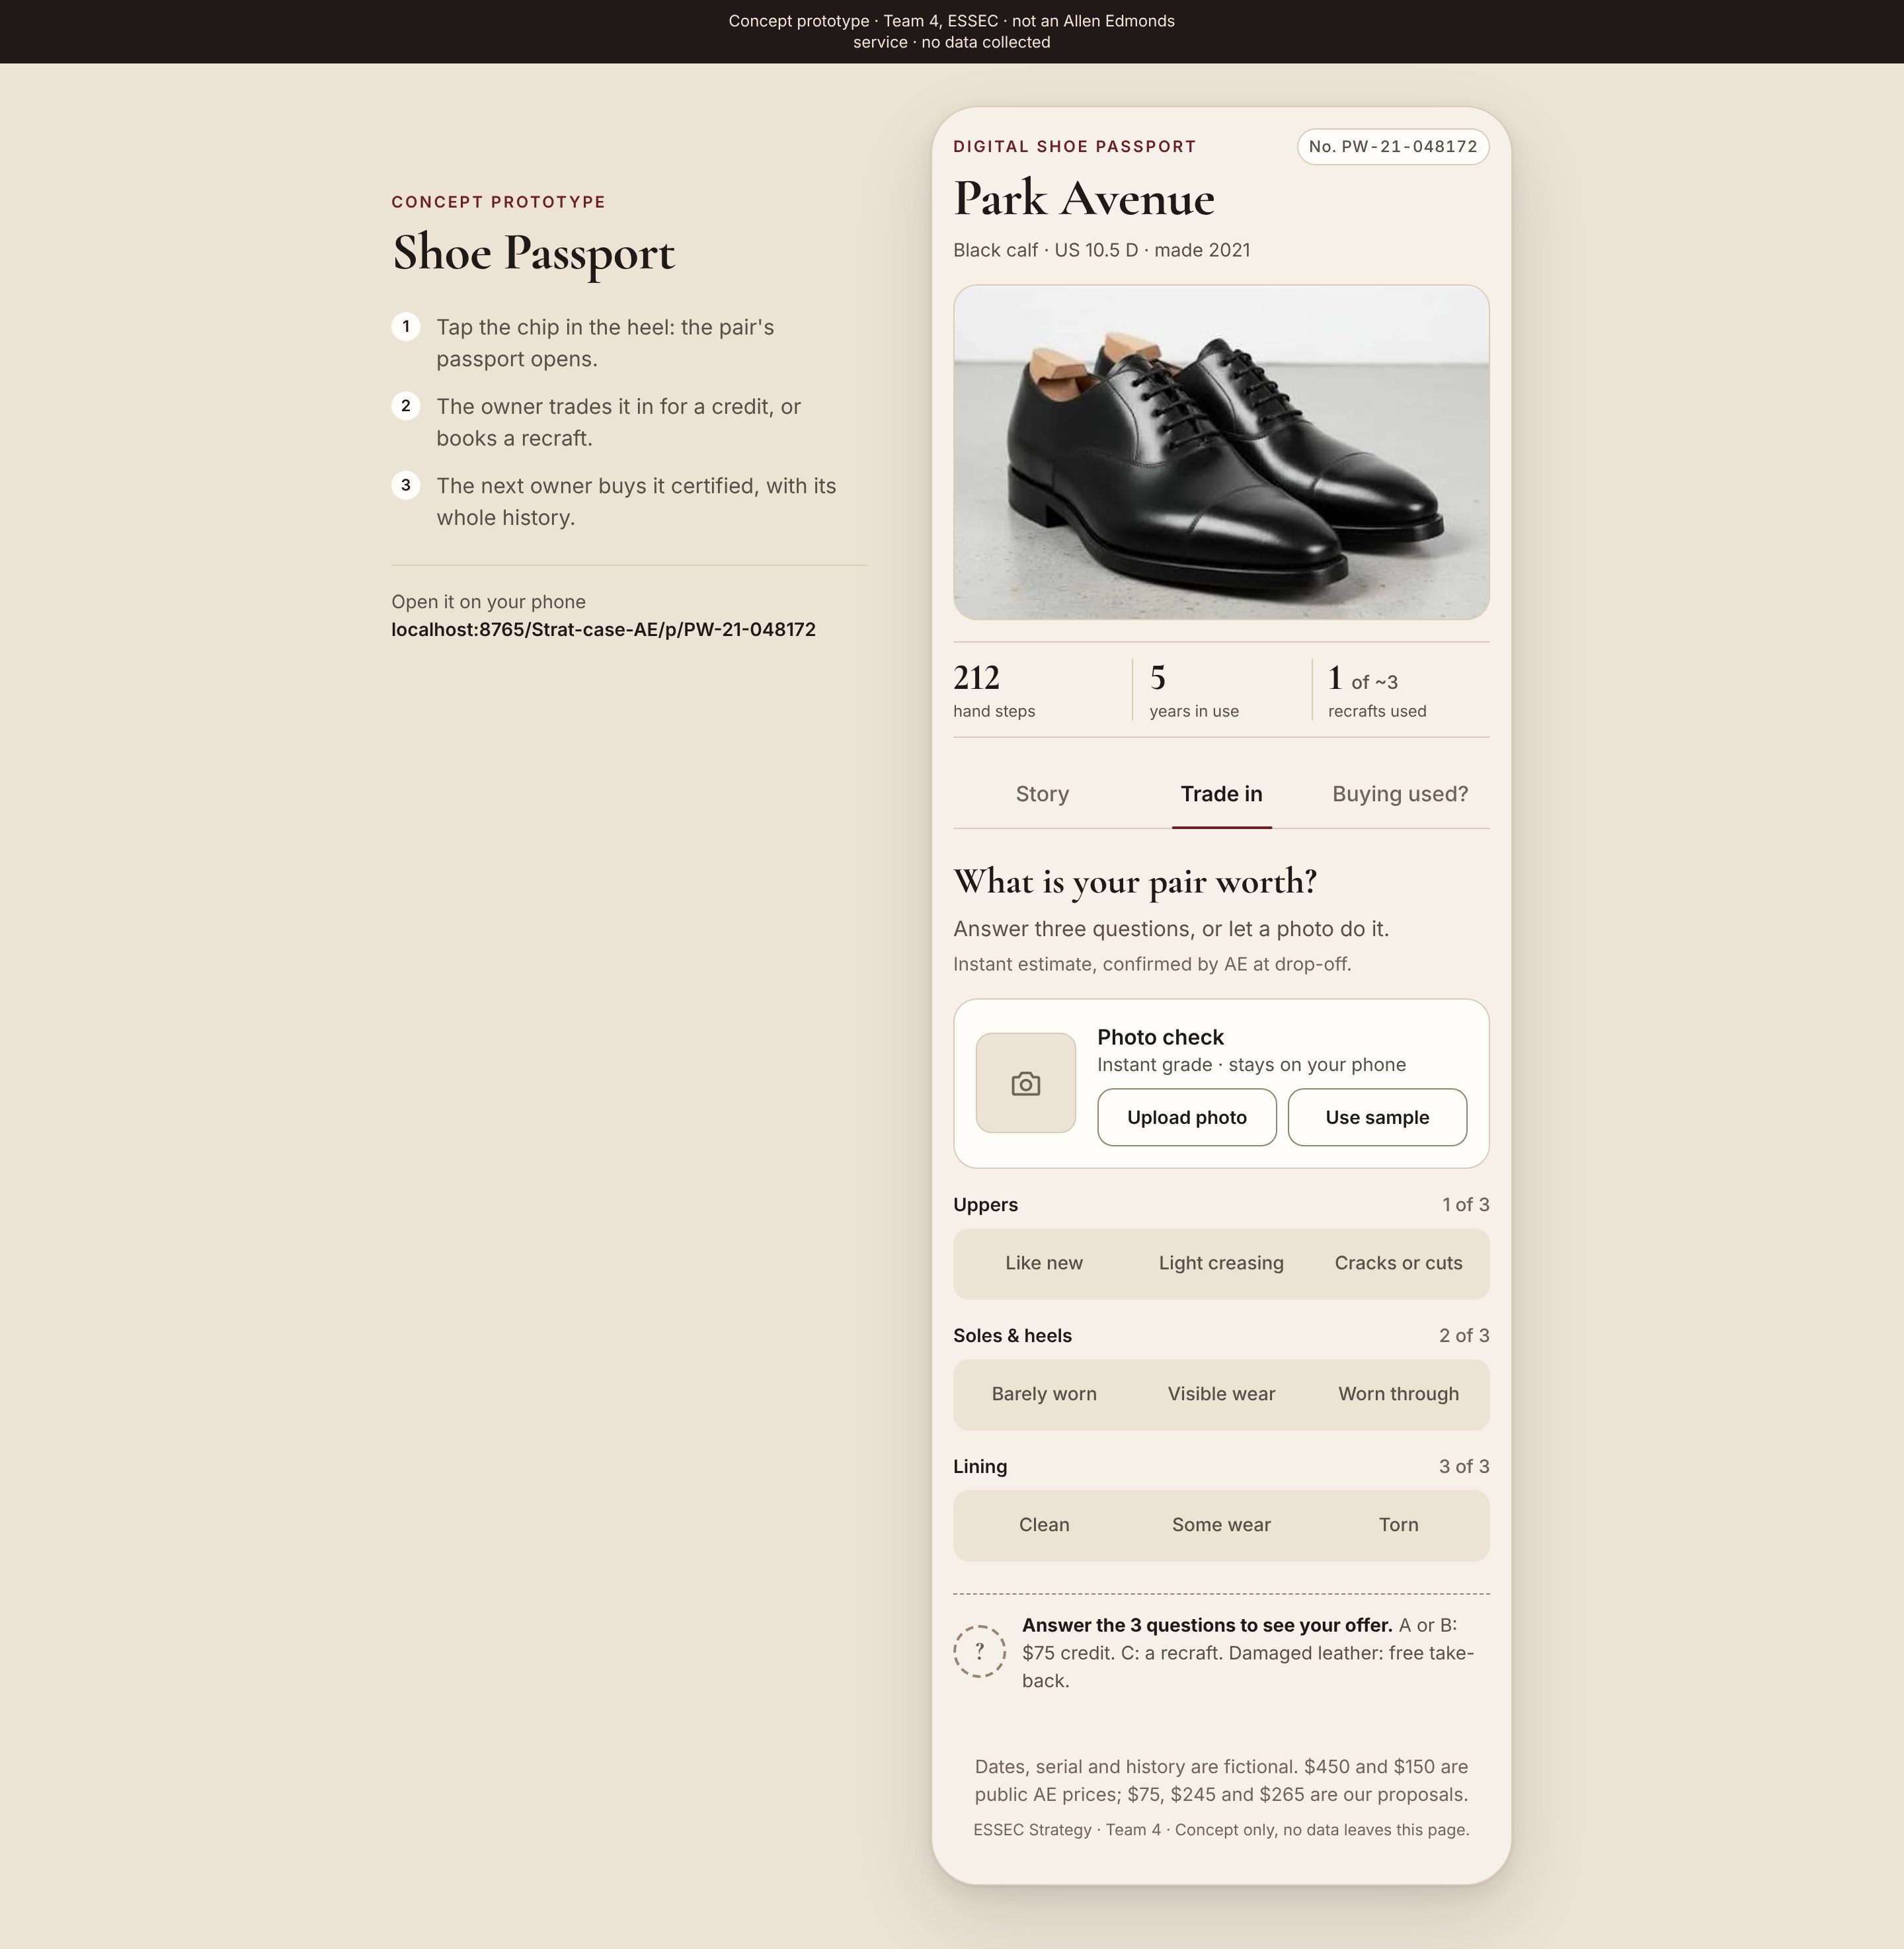 Concept prototype · Team 4, ESSEC · not an Allen Edmonds
service · no data collected
CONCEPT PROTOTYPE
Shoe Passport
1 Tap the chip in the heel: the pair's
passport opens.
2 The owner trades it in for a credit, or
books a recraft.
3 The next owner buys it certified, with its
whole history.
Open it on your phone
localhost:8765/Strat-case-AE/p/PW-21-048172
DIGITAL SHOE PASSPORT
No. PW-21-048172
Park Avenue
Black calf · US 10.5 D · made 2021
212
hand steps
5
years in use
1 of ~3
recrafts used
Story
Trade in
Buying used?
What is your pair worth?
Answer three questions, or let a photo do it.
Instant estimate, confirmed by AE at drop-off.
Photo check
Instant grade · stays on your phone
Upload photo
Use sample
Uppers
1 of 3
Like new
Light creasing
Cracks or cuts
Soles & heels
2 of 3
Barely worn
Visible wear
Worn through
Lining
3 of 3
Clean
Some wear
Torn
?
Answer the 3 questions to see your offer. A or B:
$75 credit. C: a recraft. Damaged leather: free take-
back.
Dates, serial and history are fictional. $450 and $150 are
public AE prices; $75, $245 and $265 are our proposals.
ESSEC Strategy · Team 4 · Concept only, no data leaves this page.